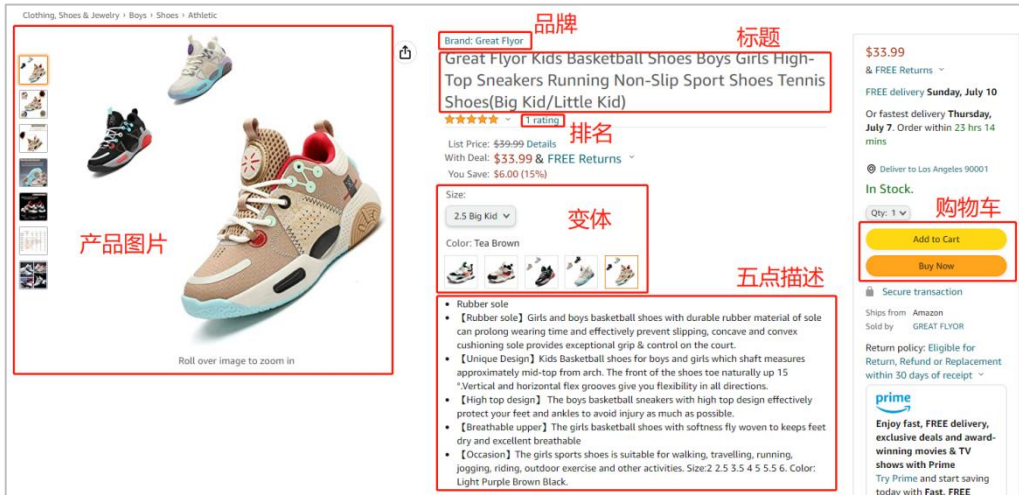 Clothing, Shoes & Jewelry › Boys › Shoes › Athletic
产品图片
Roll over image to zoom in
品牌
Brand: Great Flyor
标题
Great Flyor Kids Basketball Shoes Boys Girls High-
Top Sneakers Running Non-Slip Sport Shoes Tennis
Shoes(Big Kid/Little Kid)
1 rating
排名
List Price: $39.99 Details
With Deal: $33.99 & FREE Returns
You Save: $6.00 (15%)
Size:
2.5 Big Kid
变体
Color: Tea Brown
五点描述
• Rubber sole
• 【Rubber sole】Girls and boys basketball shoes with durable rubber material of sole
can prolong wearing time and effectively prevent slipping, concave and convex
cushioning sole provides exceptional grip & control on the court.
• 【Unique Design】Kids Basketball shoes for boys and girls which shaft measures
approximately mid-top from arch. The front of the shoes toe naturally up 15
°.Vertical and horizontal flex grooves give you flexibility in all directions.
• 【High top design】 The boys basketball sneakers with high top design effectively
protect your feet and ankles to avoid injury as much as possible.
• 【Breathable upper】The girls basketball shoes with softness fly woven to keeps feet
dry and excellent breathable
• 【Occasion】The girls sports shoes is suitable for walking, travelling, running,
jogging, riding, outdoor exercise and other activities. Size:2 2.5 3.5 4 5 5.5 6. Color:
Light Purple Brown Black.
$33.99
& FREE Returns
FREE delivery Sunday, July 10
Or fastest delivery Thursday,
July 7. Order within 23 hrs 14
mins
Deliver to Los Angeles 90001
In Stock.
Qty: 1
购物车
Add to Cart
Buy Now
Secure transaction
Ships from Amazon
Sold by GREAT FLYOR
Return policy: Eligible for
Return, Refund or Replacement
within 30 days of receipt
prime
Enjoy fast, FREE delivery,
exclusive deals and award-
winning movies & TV
shows with Prime
Try Prime and start saving
today with Fast, FREE